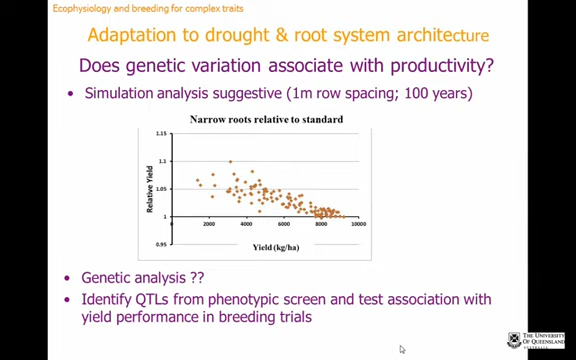 Ecophysiology and breeding for complex traits
Adaptation to drought & root system architecture
Does genetic variation associate with productivity?
• Simulation analysis suggestive (1m row spacing; 100 years)
Narrow roots relative to standard
Relative Yield
1.15
1.1
1.05
1
0.95
0 2000 4000 6000 8000 10000
Yield (kg/ha)
• Genetic analysis ??
• Identify QTLs from phenotypic screen and test association with
yield performance in breeding trials
THE UNIVERSITY
OF QUEENSLAND
AUSTRALIA